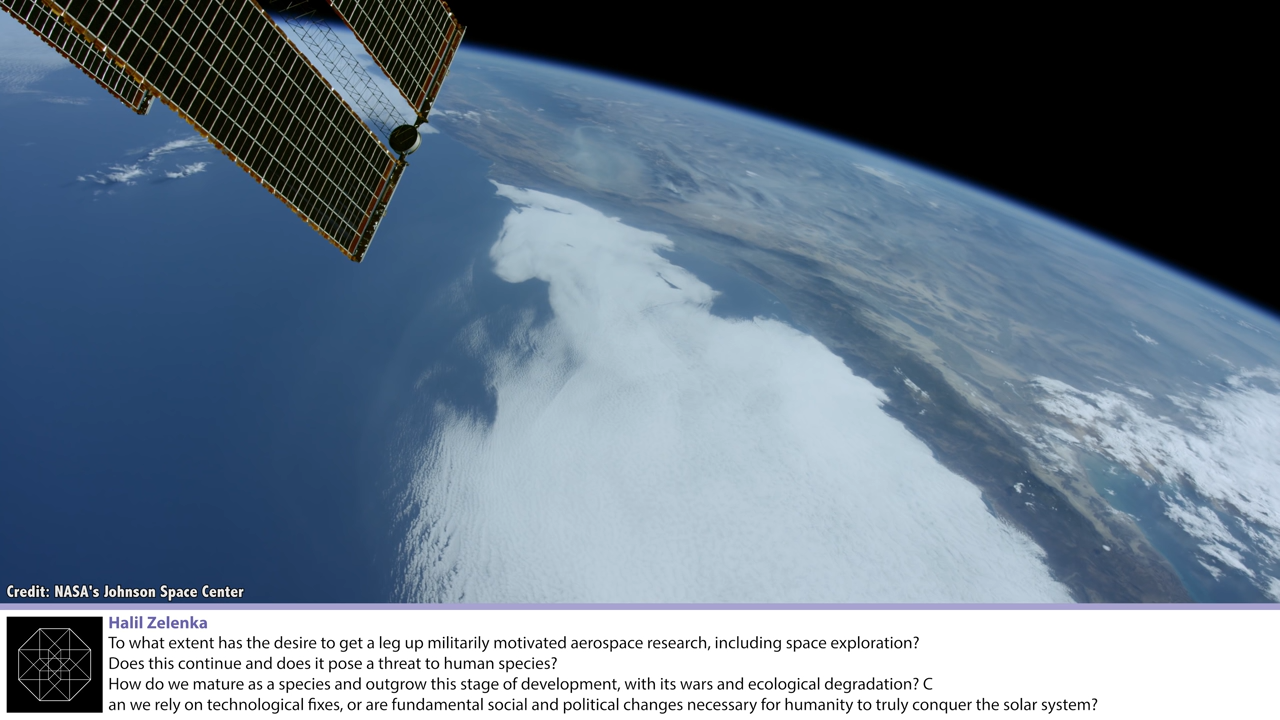 Credit: NASA's Johnson Space Center
Halil Zelenka
To what extent has the desire to get a leg up militarily motivated aerospace research, including space exploration?
Does this continue and does it pose a threat to human species?
How do we mature as a species and outgrow this stage of development, with its wars and ecological degradation? C
an we rely on technological fixes, or are fundamental social and political changes necessary for humanity to truly conquer the solar system?